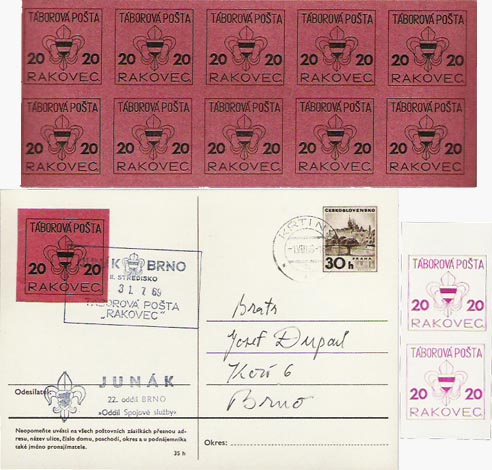 TÁBOROVÁ POŠTA TÁBOROVÁ POŠTA TÁBOROVÁ POŠTA TÁBOROVÁ POŠTA TÁBOROVÁ POŠTA
20 20 20 20 20 20 20 20 20 20
RAKOVEC RAKOVEC RAKOVEC RAKOVEC RAKOVEC
TÁBOROVÁ POŠTA TÁBOROVÁ POŠTA TÁBOROVÁ POŠTA TÁBOROVÁ POŠTA TÁBOROVÁ POŠTA
20 20 20 20 20 20 20 20 20 20
RAKOVEC RAKOVEC RAKOVEC RAKOVEC RAKOVEC
TÁBOROVÁ POŠTA
20 20
RAKOVEC
JUNÁK BRNO
II. STŘEDISKO
31. 7. 69
TÁBOROVÁ POŠTA
"RAKOVEC"
ČESKOSLOVENSKO
PRAHA
30 h
Bratr
Josef
Koží 6
Brno
JUNÁK
22. oddíl BRNO
»Oddíl Spojové služby«
Odesílatel:
Neopomeňte uvésti na všech poštovních zásilkách přesnou ad-
resu, název ulice, číslo domu, poschodí, okres a u podnájemníka
také jméno pronajímatele.
35 h
Okres:
TÁBOROVÁ POŠTA
20 20
RAKOVEC
TÁBOROVÁ POŠTA
20 20
RAKOVEC